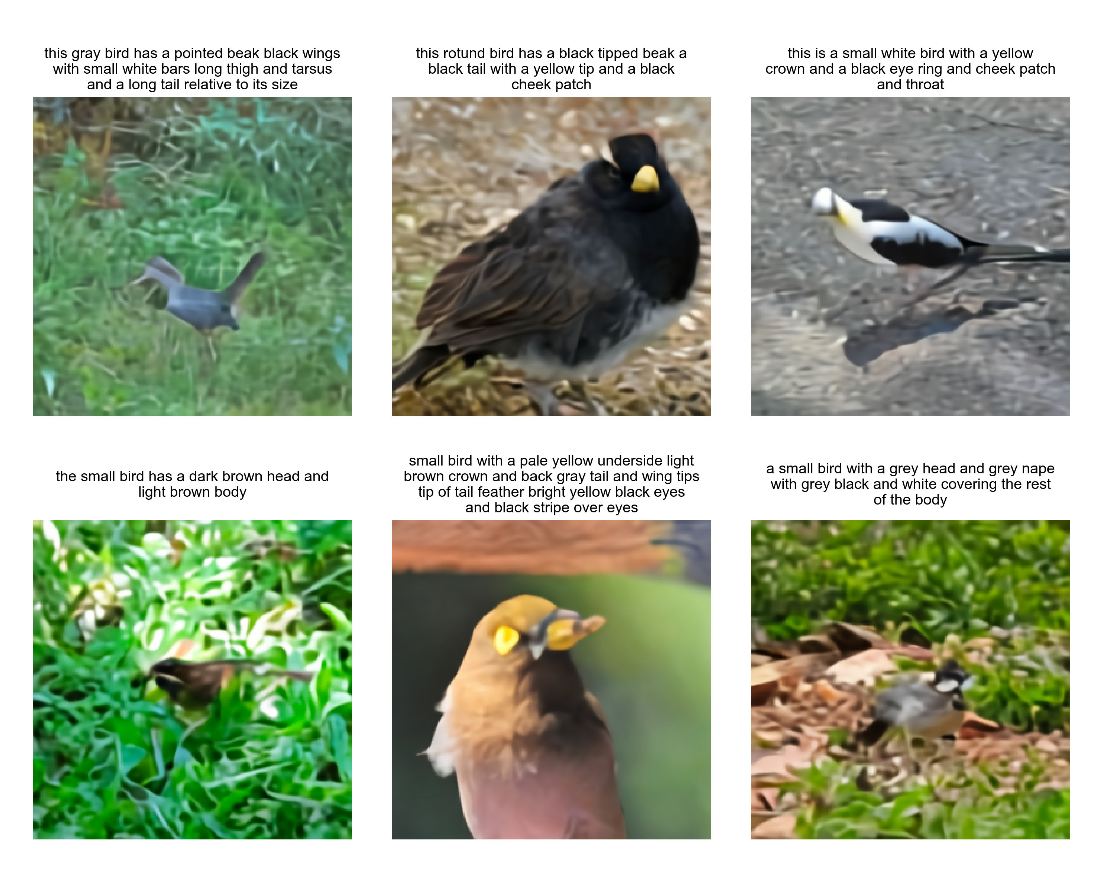 this gray bird has a pointed beak black wings
with small white bars long thigh and tarsus
and a long tail relative to its size
this rotund bird has a black tipped beak a
black tail with a yellow tip and a black
cheek patch
this is a small white bird with a yellow
crown and a black eye ring and cheek patch
and throat
the small bird has a dark brown head and
light brown body
small bird with a pale yellow underside light
brown crown and back gray tail and wing tips
tip of tail feather bright yellow black eyes
and black stripe over eyes
a small bird with a grey head and grey nape
with grey black and white covering the rest
of the body